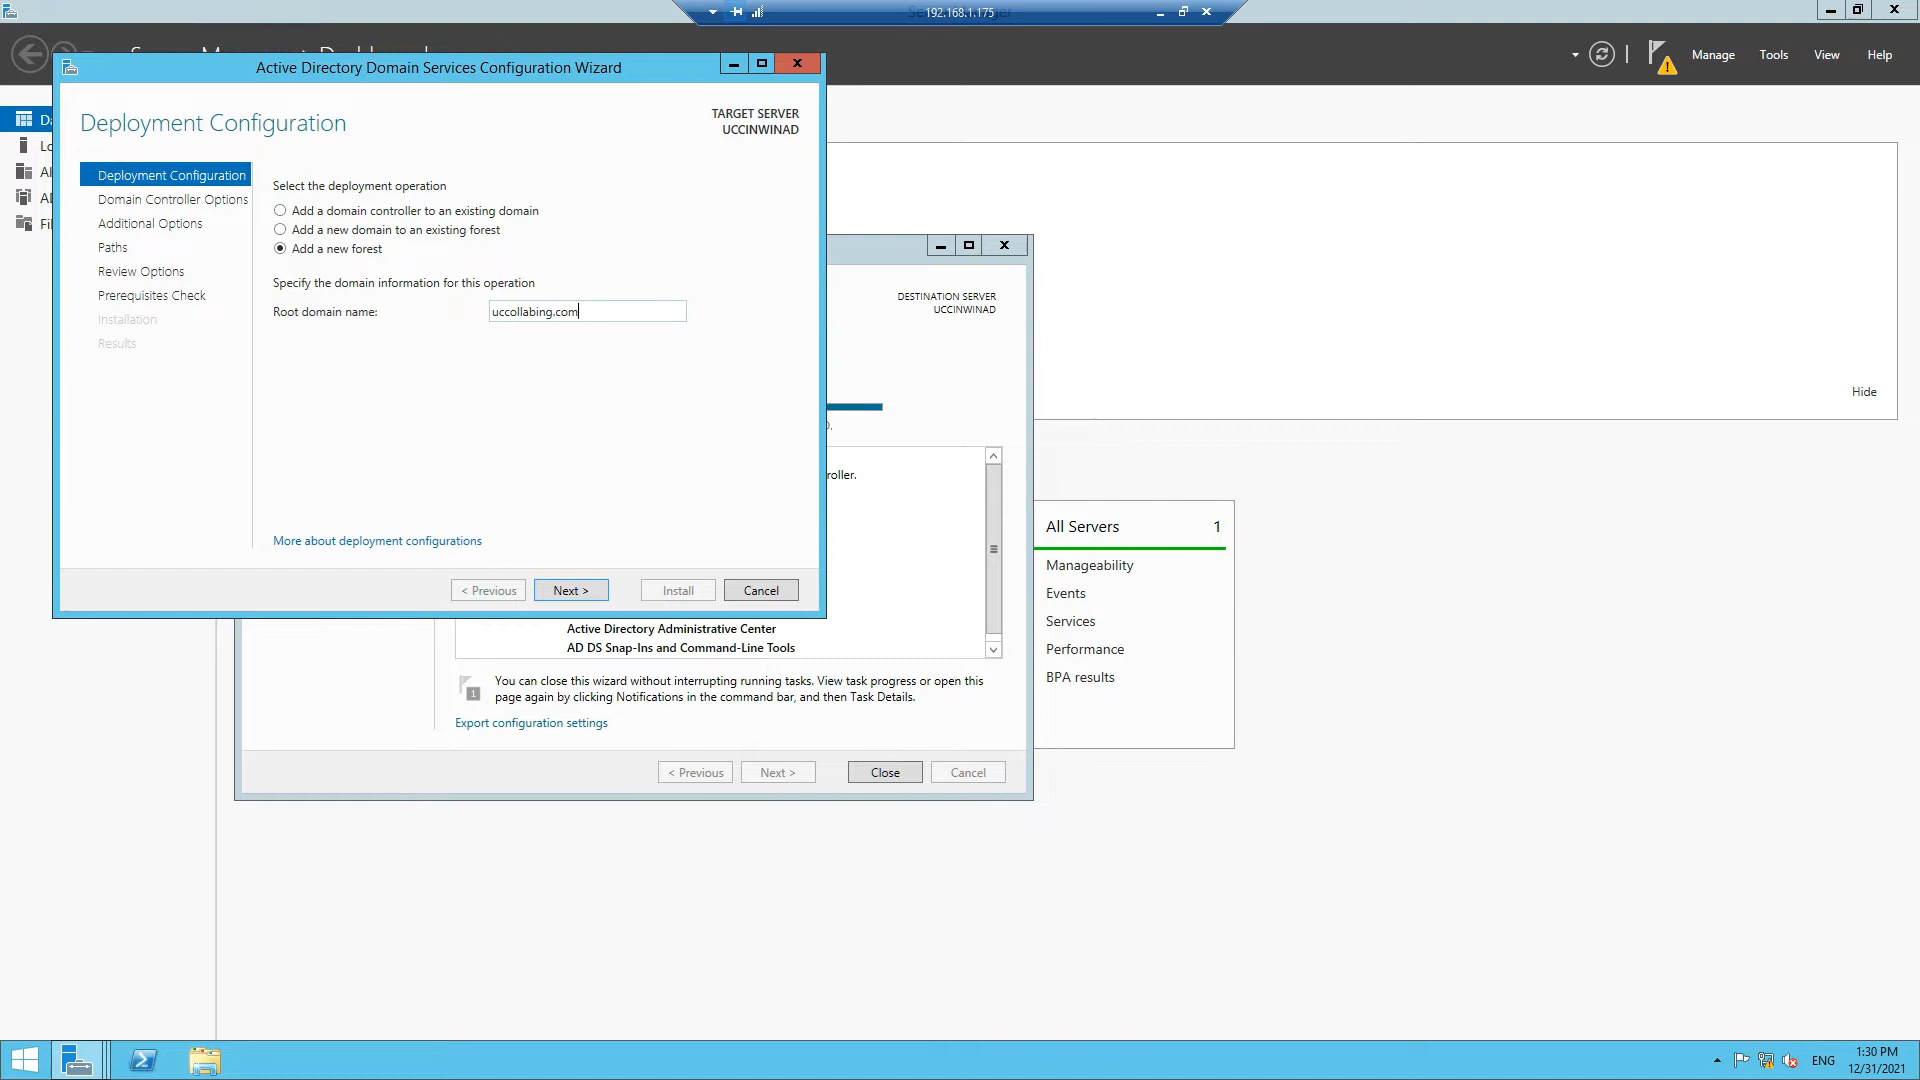 192.168.1.175
Manage
Tools
View
Help
Active Directory Domain Services Configuration Wizard
Deployment Configuration
TARGET SERVER
UCCINWINAD
Deployment Configuration
Domain Controller Options
Additional Options
Paths
Review Options
Prerequisites Check
Installation
Results
Select the deployment operation
Add a domain controller to an existing domain
Add a new domain to an existing forest
Add a new forest
Specify the domain information for this operation
Root domain name:
uccollabing.com
More about deployment configurations
< Previous
Next >
Install
Cancel
DESTINATION SERVER
UCCINWINAD
roller.
Active Directory Administrative Center
AD DS Snap-Ins and Command-Line Tools
1
You can close this wizard without interrupting running tasks. View task progress or open this
page again by clicking Notifications in the command bar, and then Task Details.
Export configuration settings
< Previous
Next >
Close
Cancel
Hide
All Servers
1
Manageability
Events
Services
Performance
BPA results
ENG
1:30 PM
12/31/2021